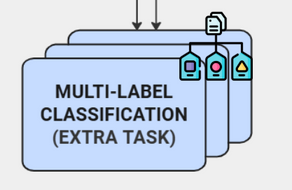 MULTI-LABEL
CLASSIFICATION
(EXTRA TASK)